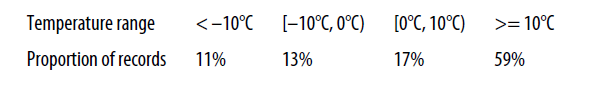 Temperature range < –10°C [–10°C, 0°C) [0°C, 10°C) >= 10°C
Proportion of records 11% 13% 17% 59%